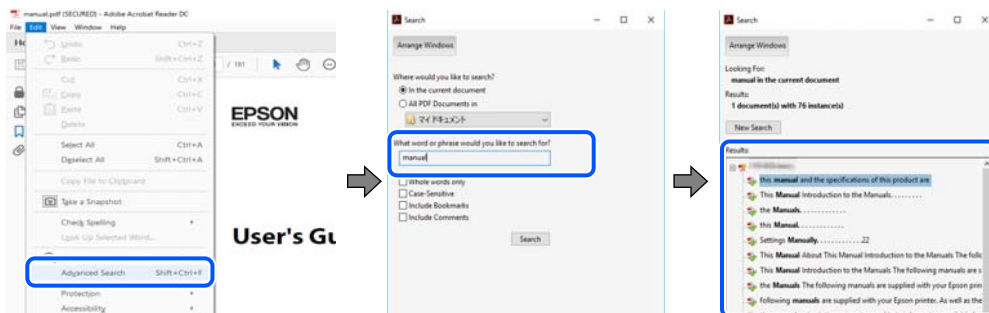 manual.pdf (SECURED) - Adobe Acrobat Reader DC
File Edit View Window Help
Undo Ctrl+Z
Shift+Ctrl+Z
Cut Ctrl+X
Copy Ctrl+C
Paste Ctrl+V
Delete
Select All Ctrl+A
Deselect All Shift+Ctrl+A
Copy File to Clipboard
Take a Snapshot
Check Spelling
Look Up Selected Word...
Advanced Search Shift+Ctrl+F
Protection
Accessibility
/ 191
EPSON
EXCEED YOUR VISION
User's Gu
Search
Arrange Windows
Where would you like to search?
In the current document
All PDF Documents in
マイ ドキュメント
What word or phrase would you like to search for?
manual
Whole words only
Case-Sensitive
Include Bookmarks
Include Comments
Search
Search
Arrange Windows
Looking For:
manual in the current document
Results:
1 document(s) with 76 instance(s)
New Search
Results
this manual and the specifications of this product are
This Manual Introduction to the Manuals. . . . . . . . .
the Manuals. . . . . . . . . . . . .
this Manual. . . . . . . . . . . . .
Settings Manually. . . . . . . . . . . .22
This Manual About This Manual Introduction to the Manuals The follo
This Manual Introduction to the Manuals The following manuals are s
the Manuals The following manuals are supplied with your Epson prin
following manuals are supplied with your Epson printer. As well as the